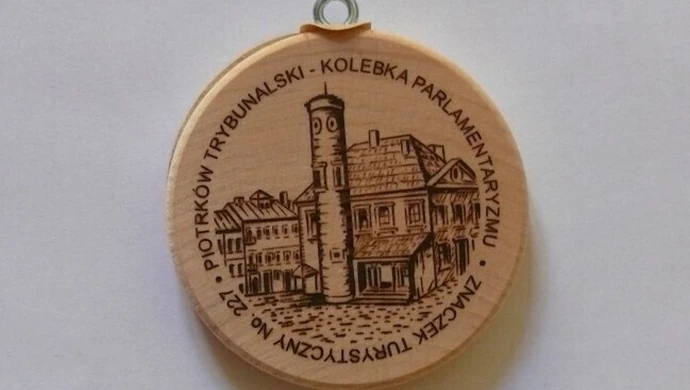 PIOTRKÓW TRYBUNALSKI - KOLEBKA PARLAMENTARYZMU
• ZNACZEK TURYSTYCZNY No. 227 •